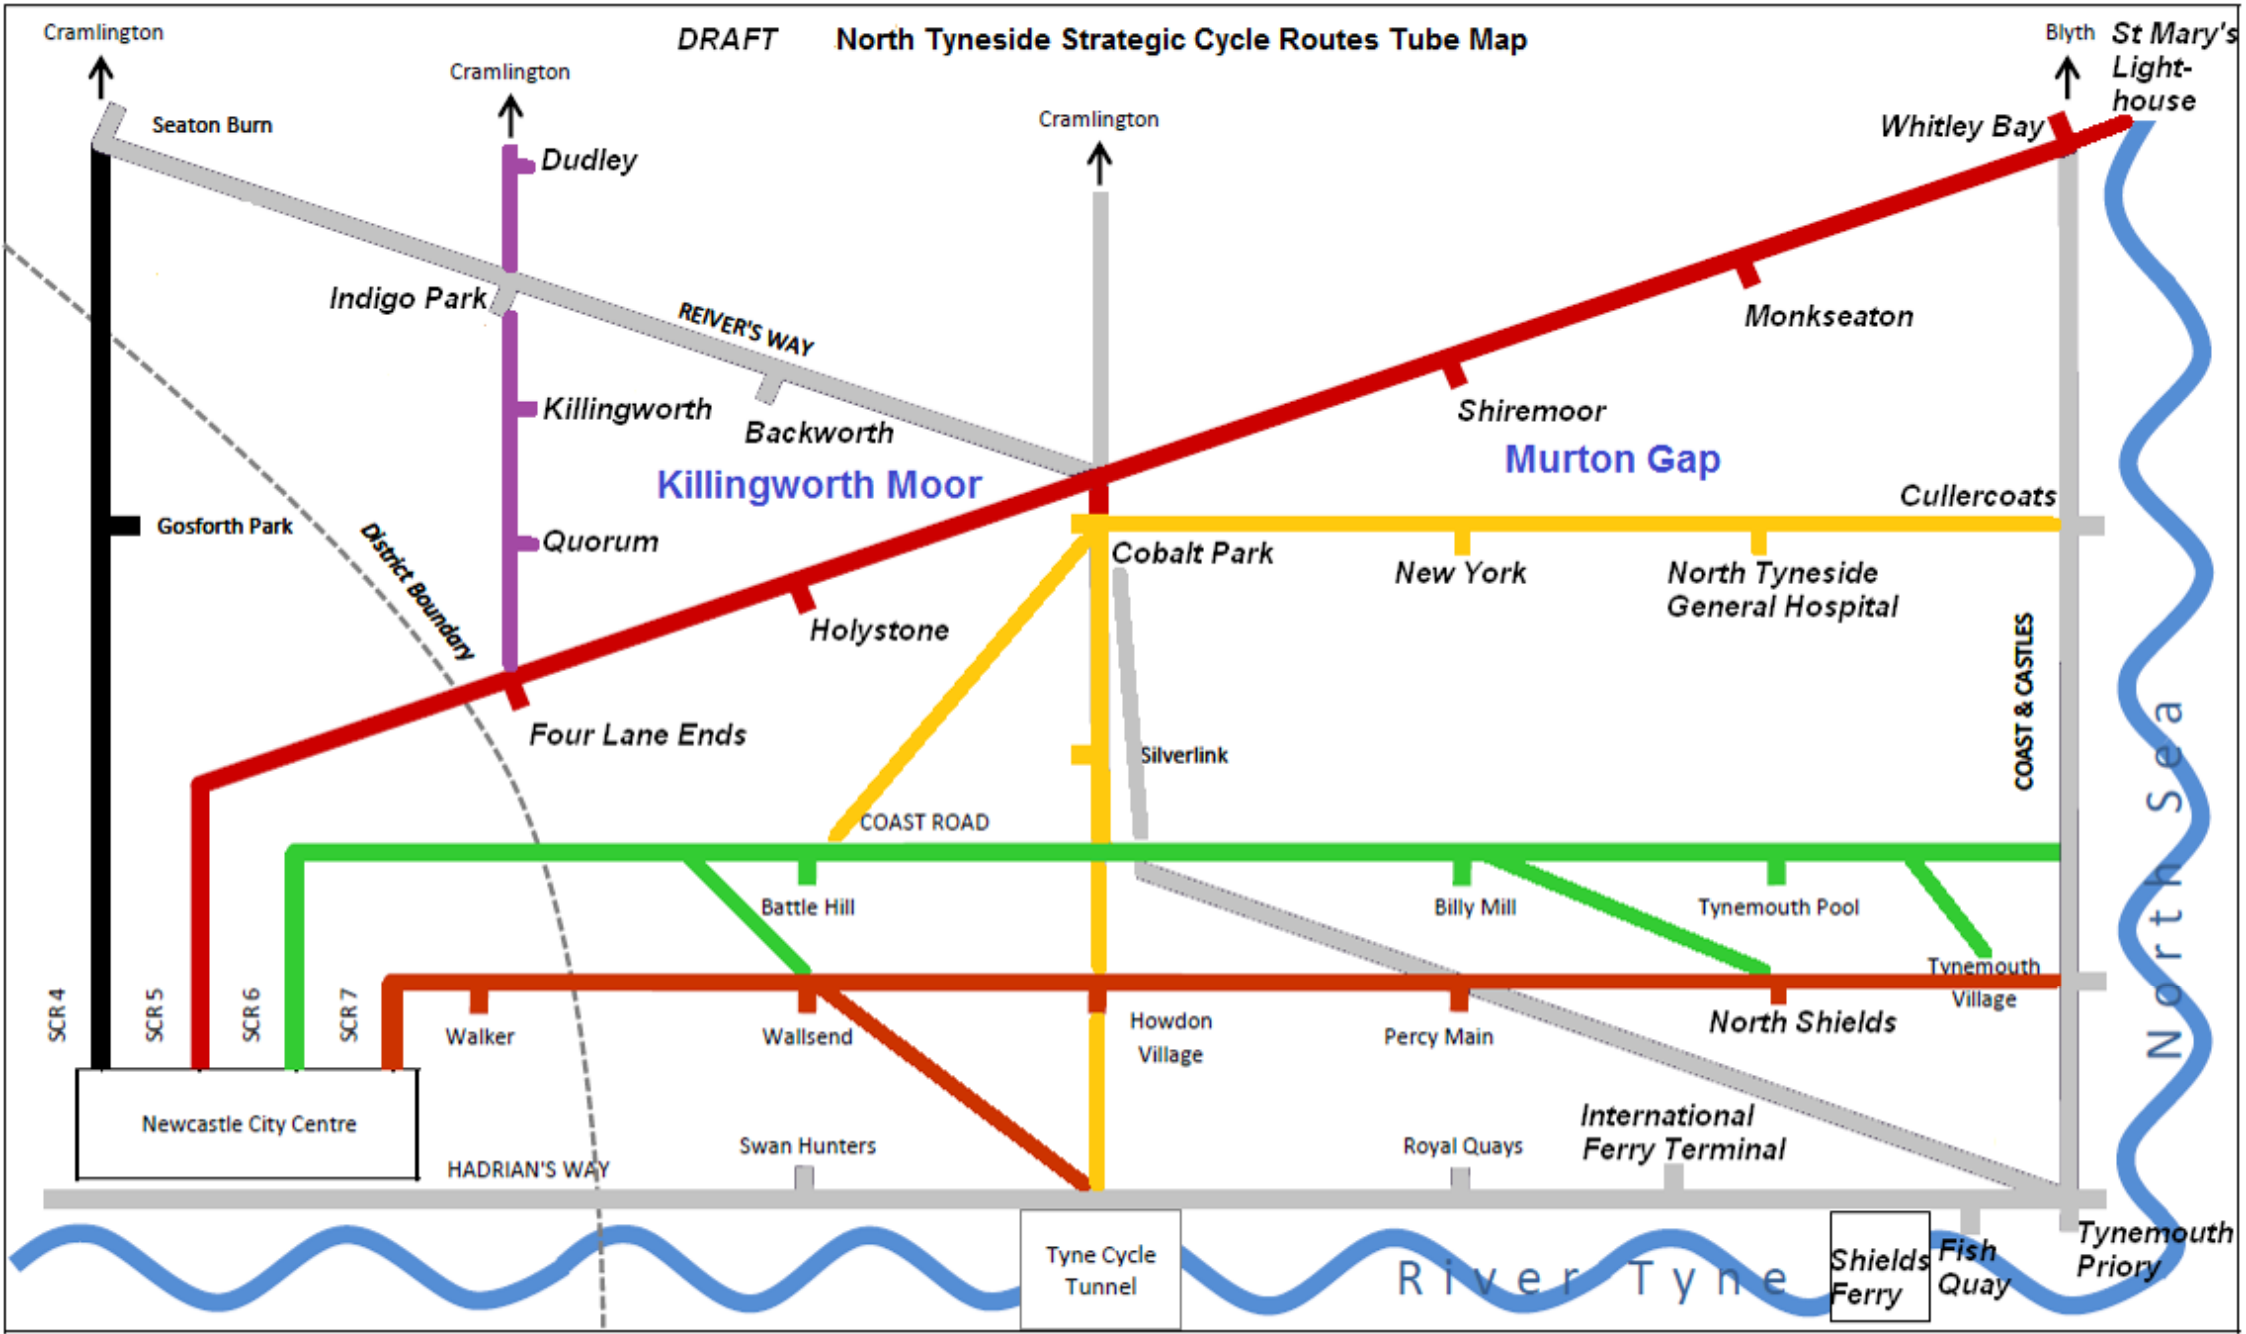 DRAFT North Tyneside Strategic Cycle Routes Tube Map
Cramlington
Cramlington
Cramlington
Blyth
St Mary's
Light-
house
Seaton Burn
Whitley Bay
Dudley
Indigo Park
REIVER'S WAY
Monkseaton
Killingworth
Backworth
Shiremoor
Killingworth Moor
Murton Gap
Cullercoats
Gosforth Park
District Boundary
Quorum
Cobalt Park
New York
North Tyneside
General Hospital
Holystone
Four Lane Ends
COAST & CASTLES
Silverlink
COAST ROAD
North Sea
Battle Hill
Billy Mill
Tynemouth Pool
Tynemouth
Village
SCR 4
SCR 5
SCR 6
SCR 7
Walker
Wallsend
Howdon
Village
Percy Main
North Shields
Newcastle City Centre
HADRIAN'S WAY
Swan Hunters
Royal Quays
International
Ferry Terminal
Tyne Cycle
Tunnel
River Tyne
Shields
Ferry
Fish
Quay
Tynemouth
Priory